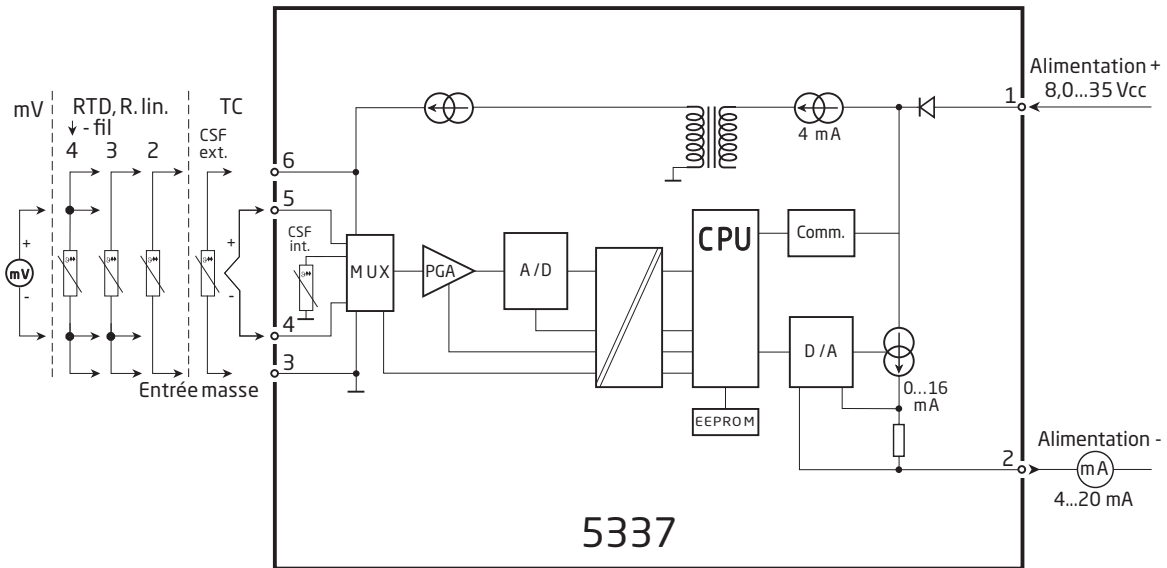 mV
RTD, R. lin.
- fil
4 3 2
TC
CSF
ext.
+
-
mV
+
-
Entrée masse
6
5
4
3
CSF
int.
MUX
PGA
A/D
CPU
Comm.
D/A
EEPROM
4 mA
0...16
mA
1
Alimentation +
8,0...35 Vcc
2
Alimentation -
mA
4...20 mA
5337